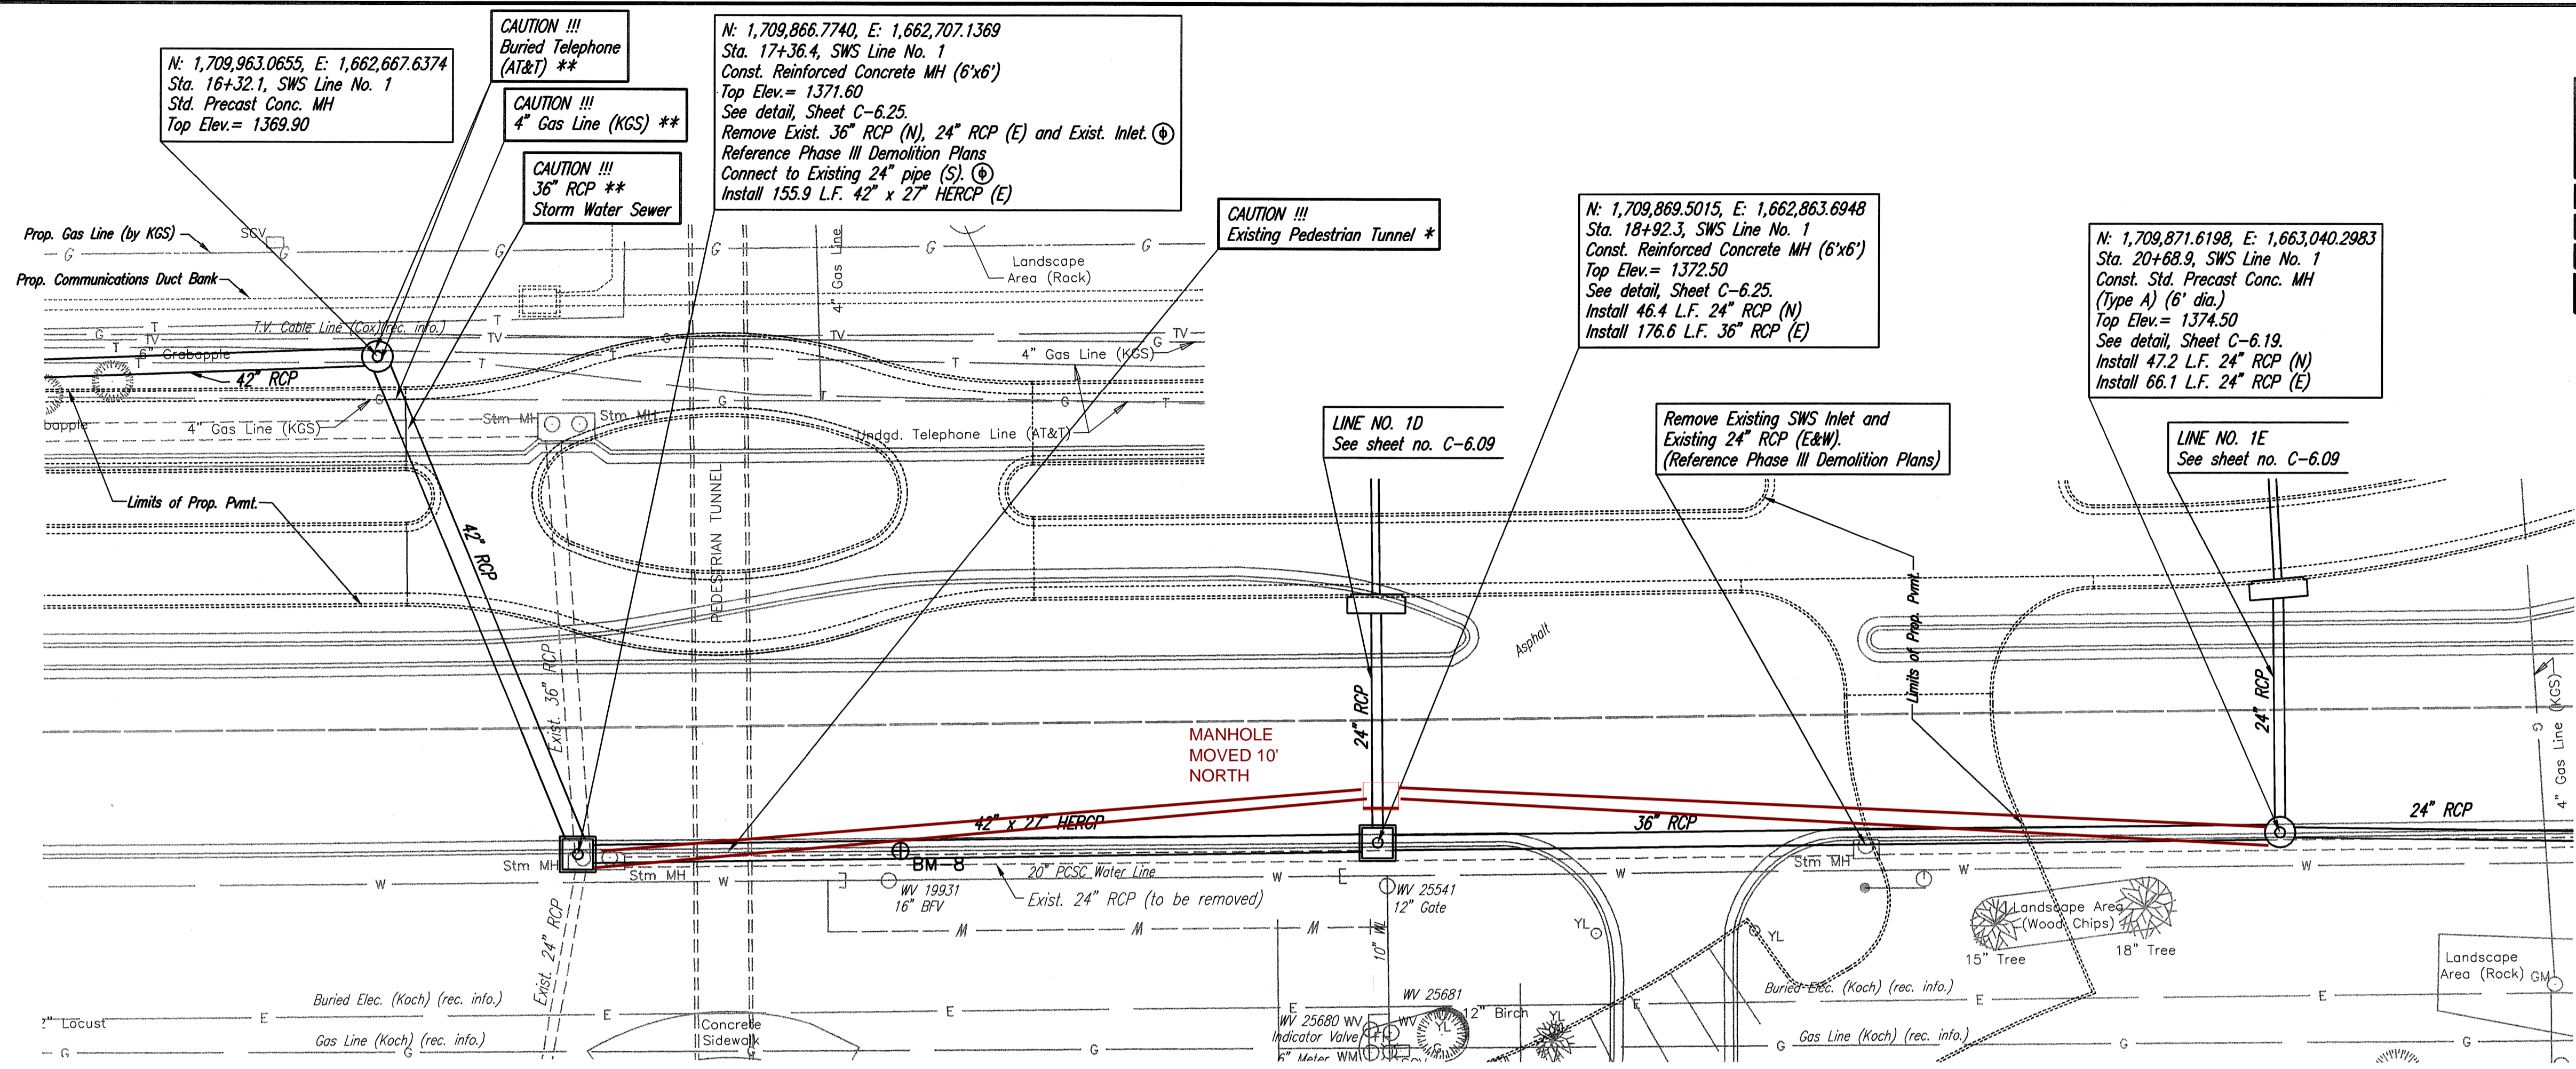 CAUTION !!!
Buried Telephone
(AT&T) **
N: 1,709,963.0655, E: 1,662,667.6374
Sta. 16+32.1, SWS Line No. 1
Std. Precast Conc. MH
Top Elev.= 1369.90
CAUTION !!!
4" Gas Line (KGS) **
CAUTION !!!
36" RCP **
Storm Water Sewer
N: 1,709,866.7740, E: 1,662,707.1369
Sta. 17+36.4, SWS Line No. 1
Const. Reinforced Concrete MH (6'x6')
Top Elev.= 1371.60
See detail, Sheet C-6.25.
Remove Exist. 36" RCP (N), 24" RCP (E) and Exist. Inlet.
Reference Phase III Demolition Plans
Connect to Existing 24" pipe (S).
Install 155.9 L.F. 42" x 27" HERCP (E)
CAUTION !!!
Existing Pedestrian Tunnel *
N: 1,709,869.5015, E: 1,662,863.6948
Sta. 18+92.3, SWS Line No. 1
Const. Reinforced Concrete MH (6'x6')
Top Elev.= 1372.50
See detail, Sheet C-6.25.
Install 46.4 L.F. 24" RCP (N)
Install 176.6 L.F. 36" RCP (E)
N: 1,709,871.6198, E: 1,663,040.2983
Sta. 20+68.9, SWS Line No. 1
Const. Std. Precast Conc. MH
(Type A) (6' dia.)
Top Elev.= 1374.50
See detail, Sheet C-6.19.
Install 47.2 L.F. 24" RCP (N)
Install 66.1 L.F. 24" RCP (E)
Prop. Gas Line (by KGS)
G
G
G
G
G
G
Prop. Communications Duct Bank
4" Gas Line
Landscape
Area (Rock)
T
T.V. Cable Line (Cox)(rec. info.)
T
G
TV
TV
TV
TV
G
G
T
6" Crabapple
T
T
T
T
4" Gas Line (KGS)
42" RCP
G
G
G
T
bapple
4" Gas Line (KGS)
Stm MH
Stm MH
Undgd. Telephone Line (AT&T)
LINE NO. 1D
See sheet no. C-6.09
Remove Existing SWS Inlet and
Existing 24" RCP (E&W).
(Reference Phase III Demolition Plans)
LINE NO. 1E
See sheet no. C-6.09
Limits of Prop. Pvmt.
42" RCP
PEDESTRIAN TUNNEL
Exist. 36" RCP
Asphalt
Limits of Prop. Pvmt.
24" RCP
24" RCP
4" Gas Line (KGS)
G
MANHOLE
MOVED 10'
NORTH
42" x 27" HERCP
36" RCP
24" RCP
Stm MH
Stm MH
BM-8
20" PCSC Water Line
Stm MH
W
W
W
W
W
W
WV 19931
16" BFV
Exist. 24" RCP (to be removed)
WV 25541
12" Gate
M
M
M
10" WL
YL
YL
Landscape Area
(Wood Chips)
15" Tree
18" Tree
Exist. 24" RCP
Landscape
Area (Rock)
GM
Buried Elec. (Koch) (rec. info.)
E
E
E
E
E
E
E
Buried Elec. (Koch) (rec. info.)
2" Locust
Concrete
Sidewalk
WV 25681
WV 25680
WV
WV
YL
12" Birch
YL
Indicator Valve
6" Meter
WM
Gas Line (Koch) (rec. info.)
G
G
G
G
G
G
G
G
Gas Line (Koch) (rec. info.)